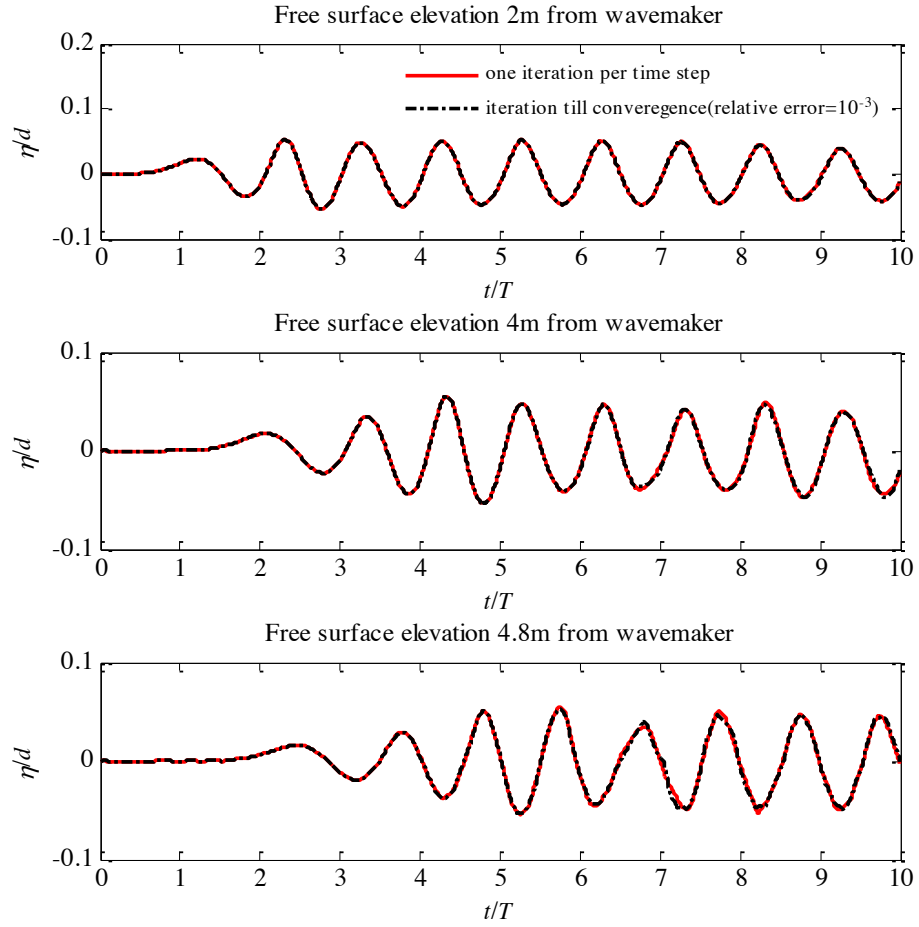 Free surface elevation 2m from wavemaker
0.2
one iteration per time step
0.1
iteration till converegence(relative error=10⁻³)
η/d
0
-0.1
0 1 2 3 4 5 6 7 8 9 10
t/T
Free surface elevation 4m from wavemaker
0.1
η/d
0
-0.1
0 1 2 3 4 5 6 7 8 9 10
t/T
Free surface elevation 4.8m from wavemaker
0.1
η/d
0
-0.1
0 1 2 3 4 5 6 7 8 9 10
t/T